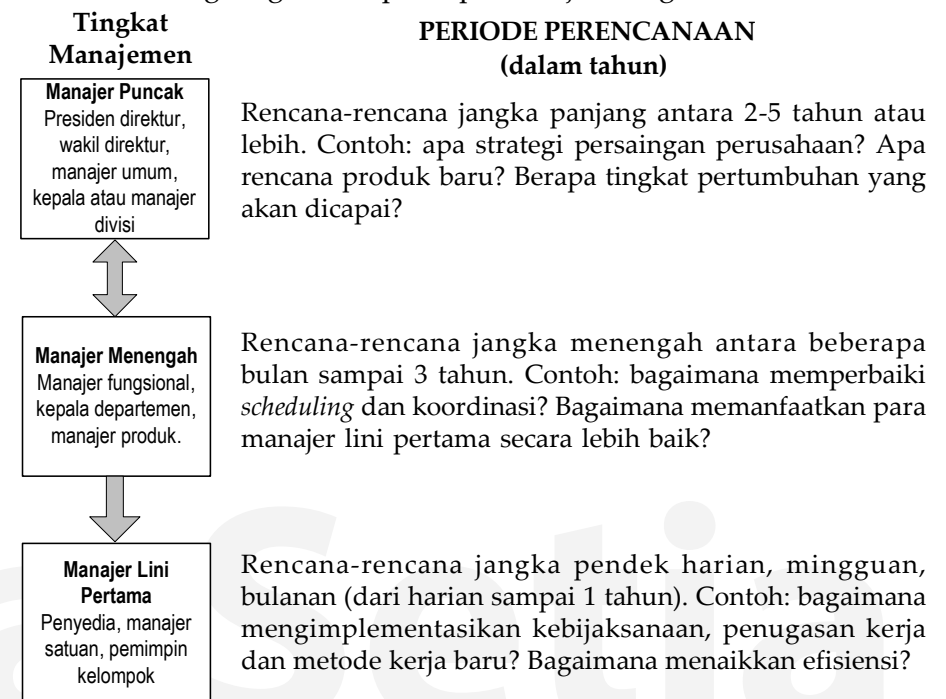 Tingkat
Manajemen
PERIODE PERENCANAAN
(dalam tahun)
Manajer Puncak
Presiden direktur,
wakil direktur,
manajer umum,
kepala atau manajer
divisi
Rencana-rencana jangka panjang antara 2-5 tahun atau
lebih. Contoh: apa strategi persaingan perusahaan? Apa
rencana produk baru? Berapa tingkat pertumbuhan yang
akan dicapai?
Manajer Menengah
Manajer fungsional,
kepala departemen,
manajer produk.
Rencana-rencana jangka menengah antara beberapa
bulan sampai 3 tahun. Contoh: bagaimana memperbaiki
scheduling dan koordinasi? Bagaimana memanfaatkan para
manajer lini pertama secara lebih baik?
Manajer Lini
Pertama
Penyedia, manajer
satuan, pemimpin
kelompok
Rencana-rencana jangka pendek harian, mingguan,
bulanan (dari harian sampai 1 tahun). Contoh: bagaimana
mengimplementasikan kebijaksanaan, penugasan kerja
dan metode kerja baru? Bagaimana menaikkan efisiensi?
a Setia